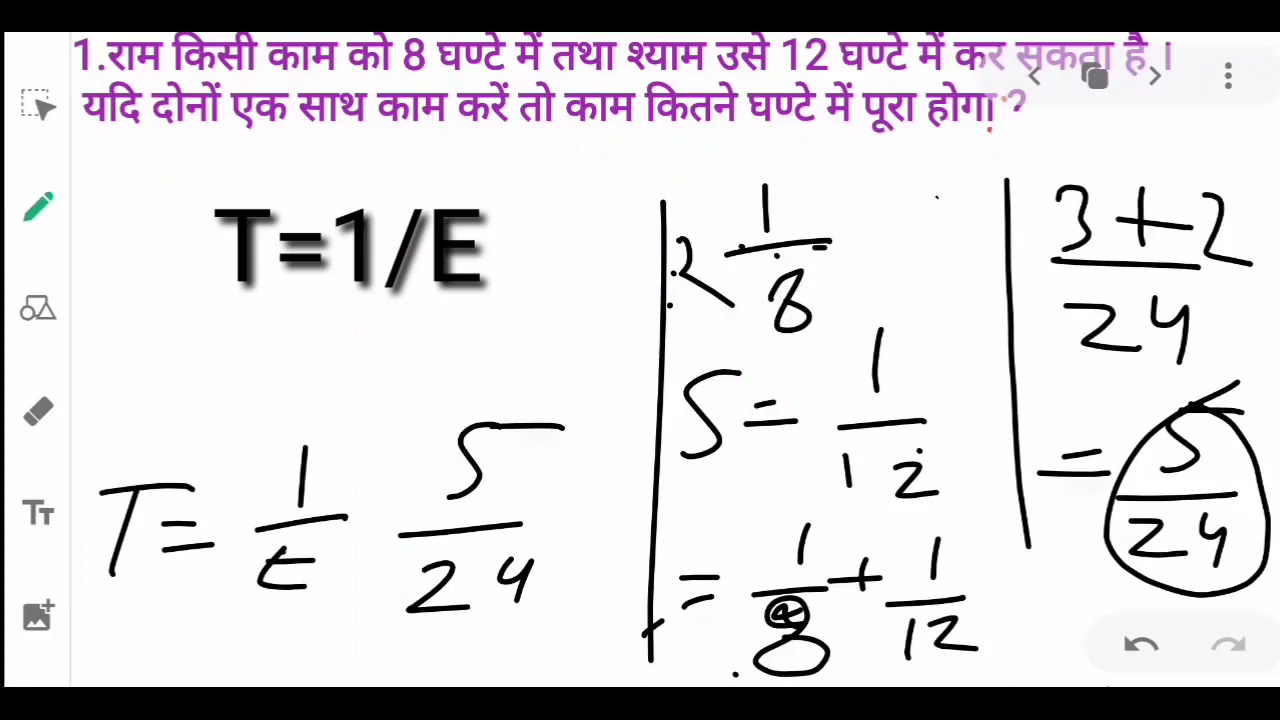 1.राम किसी काम को 8 घण्टे में तथा श्याम उसे 12 घण्टे में कर सकता है ।
यदि दोनों एक साथ काम करें तो काम कितने घण्टे में पूरा होगा ?
T=1/E
T= 1/E 5/24
R 1/8
S= 1/12
= 1/8 + 1/12
3+2/24
= 5/24
Tт